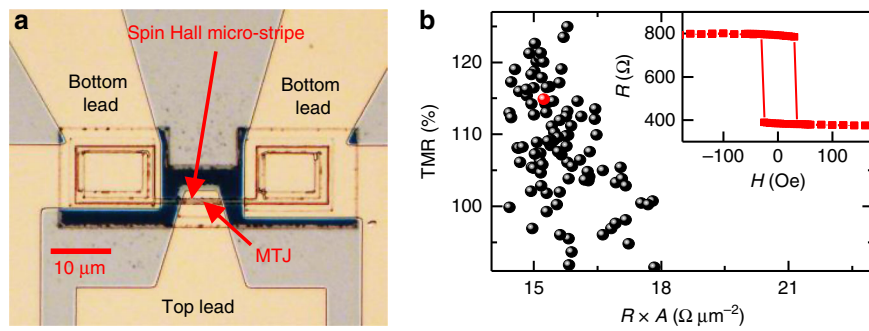 a
Spin Hall micro-stripe
Bottom
lead
Bottom
lead
MTJ
10 μm
Top lead
b
TMR (%)
120
110
100
15
18
21
R × A (Ω μm⁻²)
R (Ω)
800
600
400
−100
0
100
H (Oe)